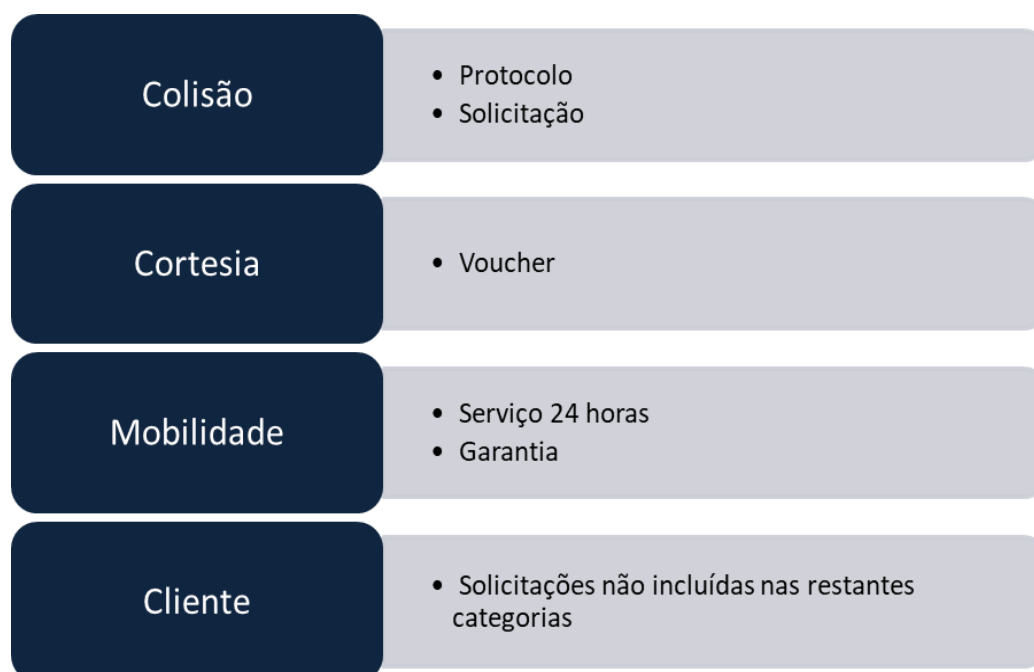 Colisão
• Protocolo
• Solicitação
Cortesia
• Voucher
Mobilidade
• Serviço 24 horas
• Garantia
Cliente
• Solicitações não incluídas nas restantes
categorias